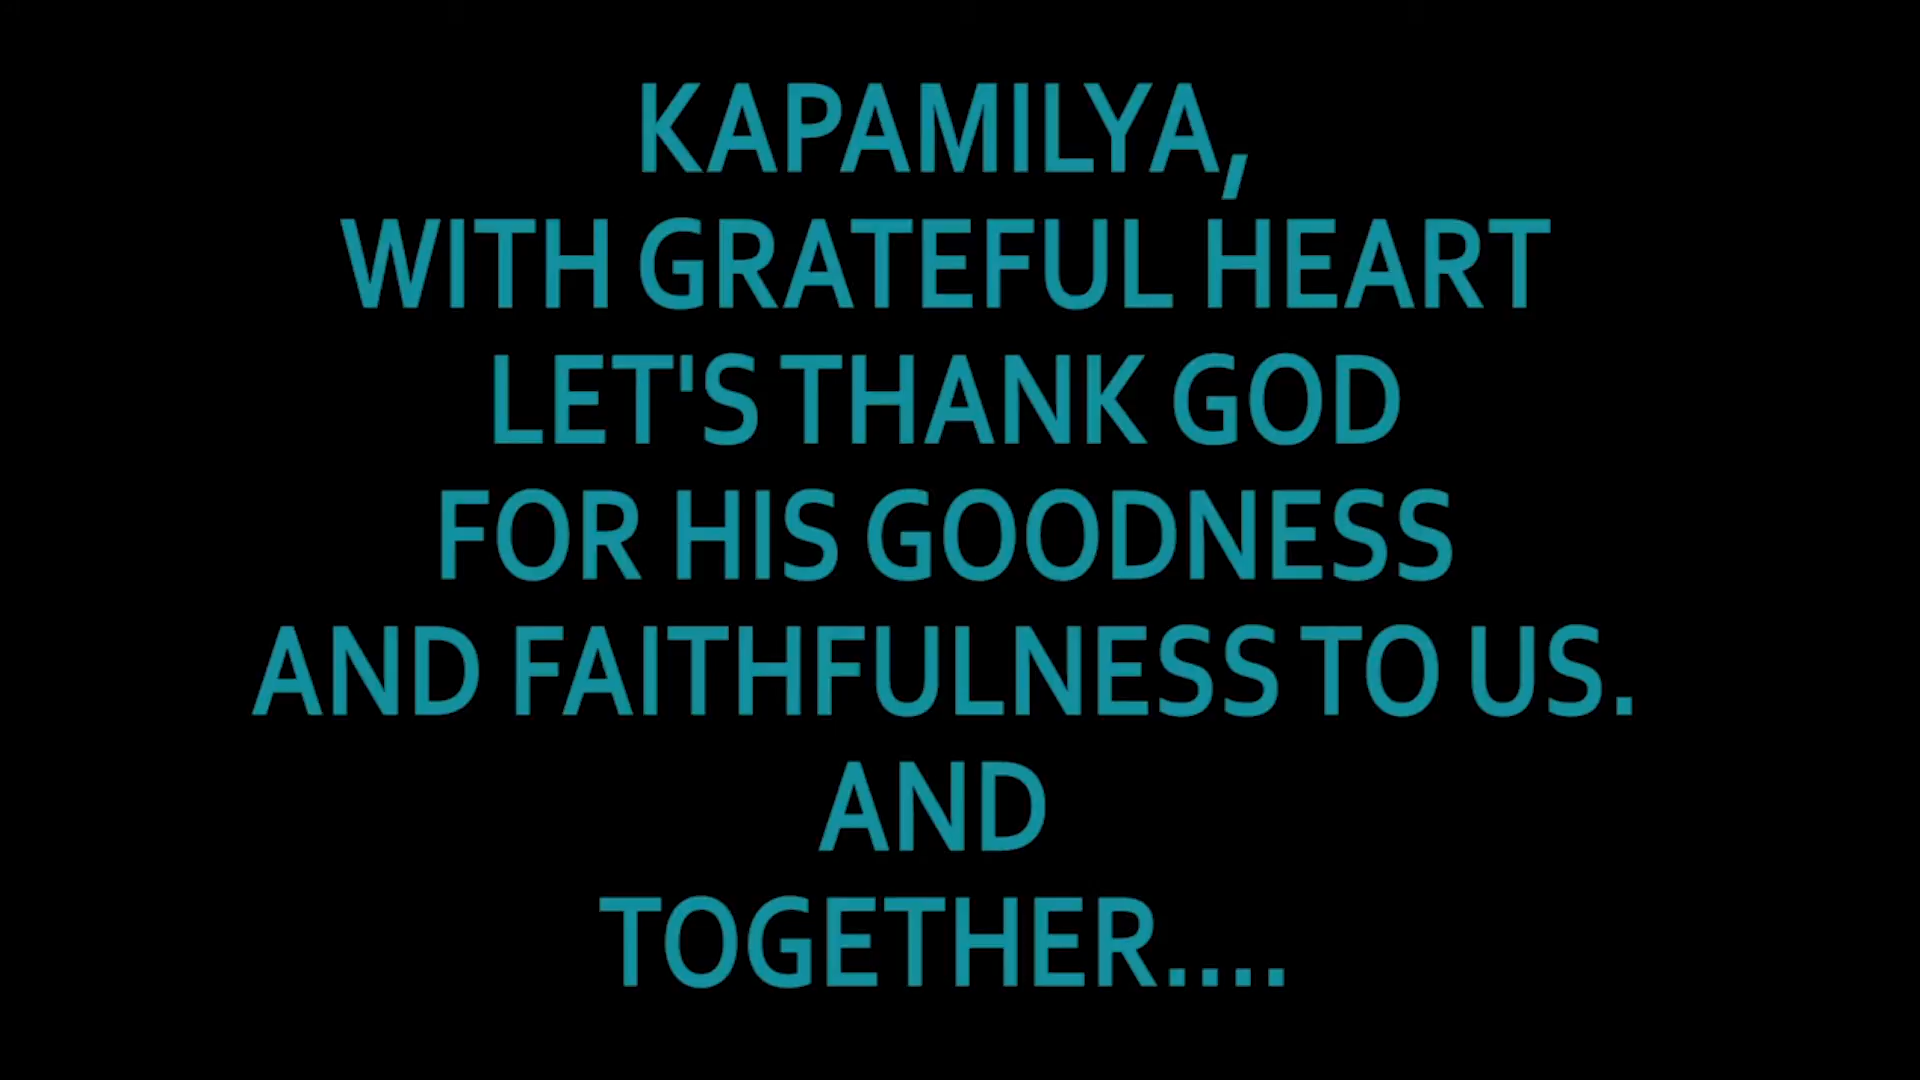 KAPAMILYA,
WITH GRATEFUL HEART
LET'S THANK GOD
FOR HIS GOODNESS
AND FAITHFULNESS TO US.
AND
TOGETHER....